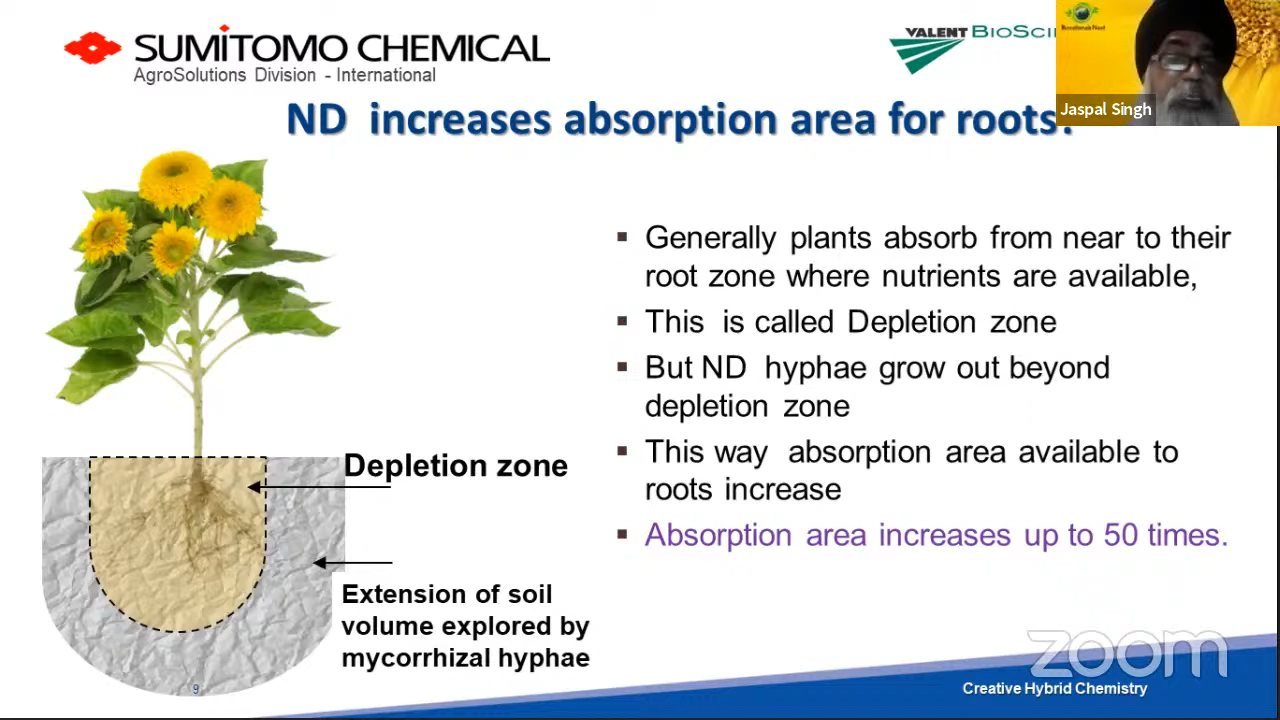 SUMITOMO CHEMICAL
AgroSolutions Division - International
VALENT BIOSCI
Jaspal Singh
ND increases absorption area for roots.
Generally plants absorb from near to their
root zone where nutrients are available,
This is called Depletion zone
But ND hyphae grow out beyond
depletion zone
This way absorption area available to
roots increase
Absorption area increases up to 50 times.
Depletion zone
Extension of soil
volume explored by
mycorrhizal hyphae
9
zoom
Creative Hybrid Chemistry